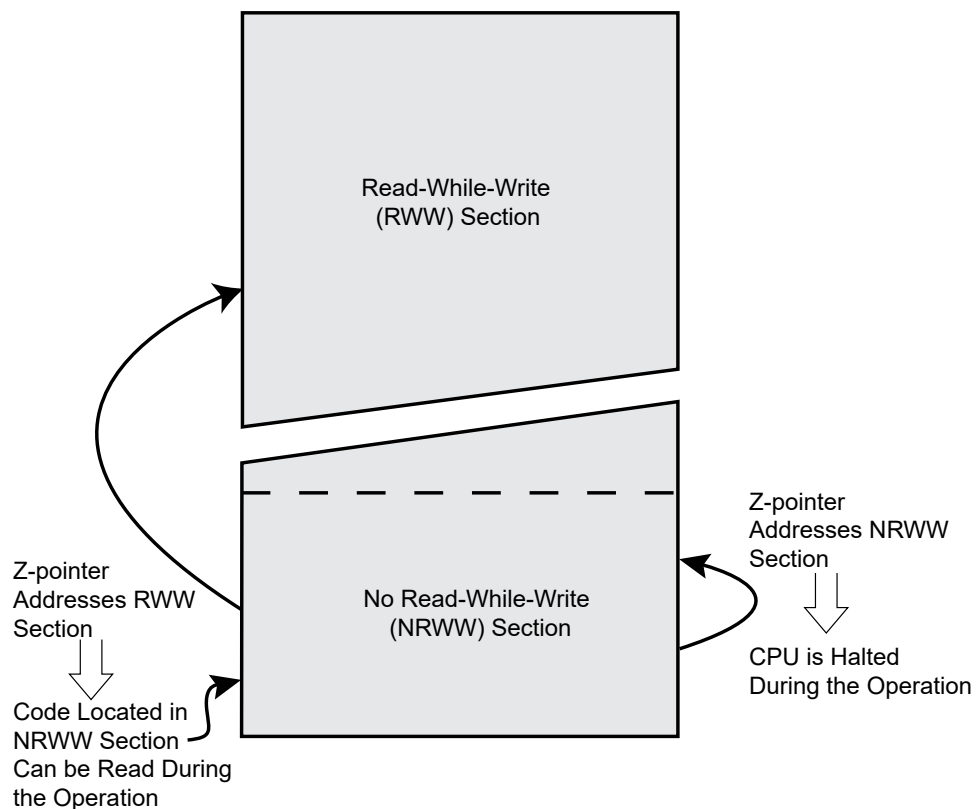 Read-While-Write
(RWW) Section
Z-pointer
Addresses NRWW
Section
Z-pointer
Addresses RWW
Section
No Read-While-Write
(NRWW) Section
CPU is Halted
During the Operation
Code Located in
NRWW Section
Can be Read During
the Operation